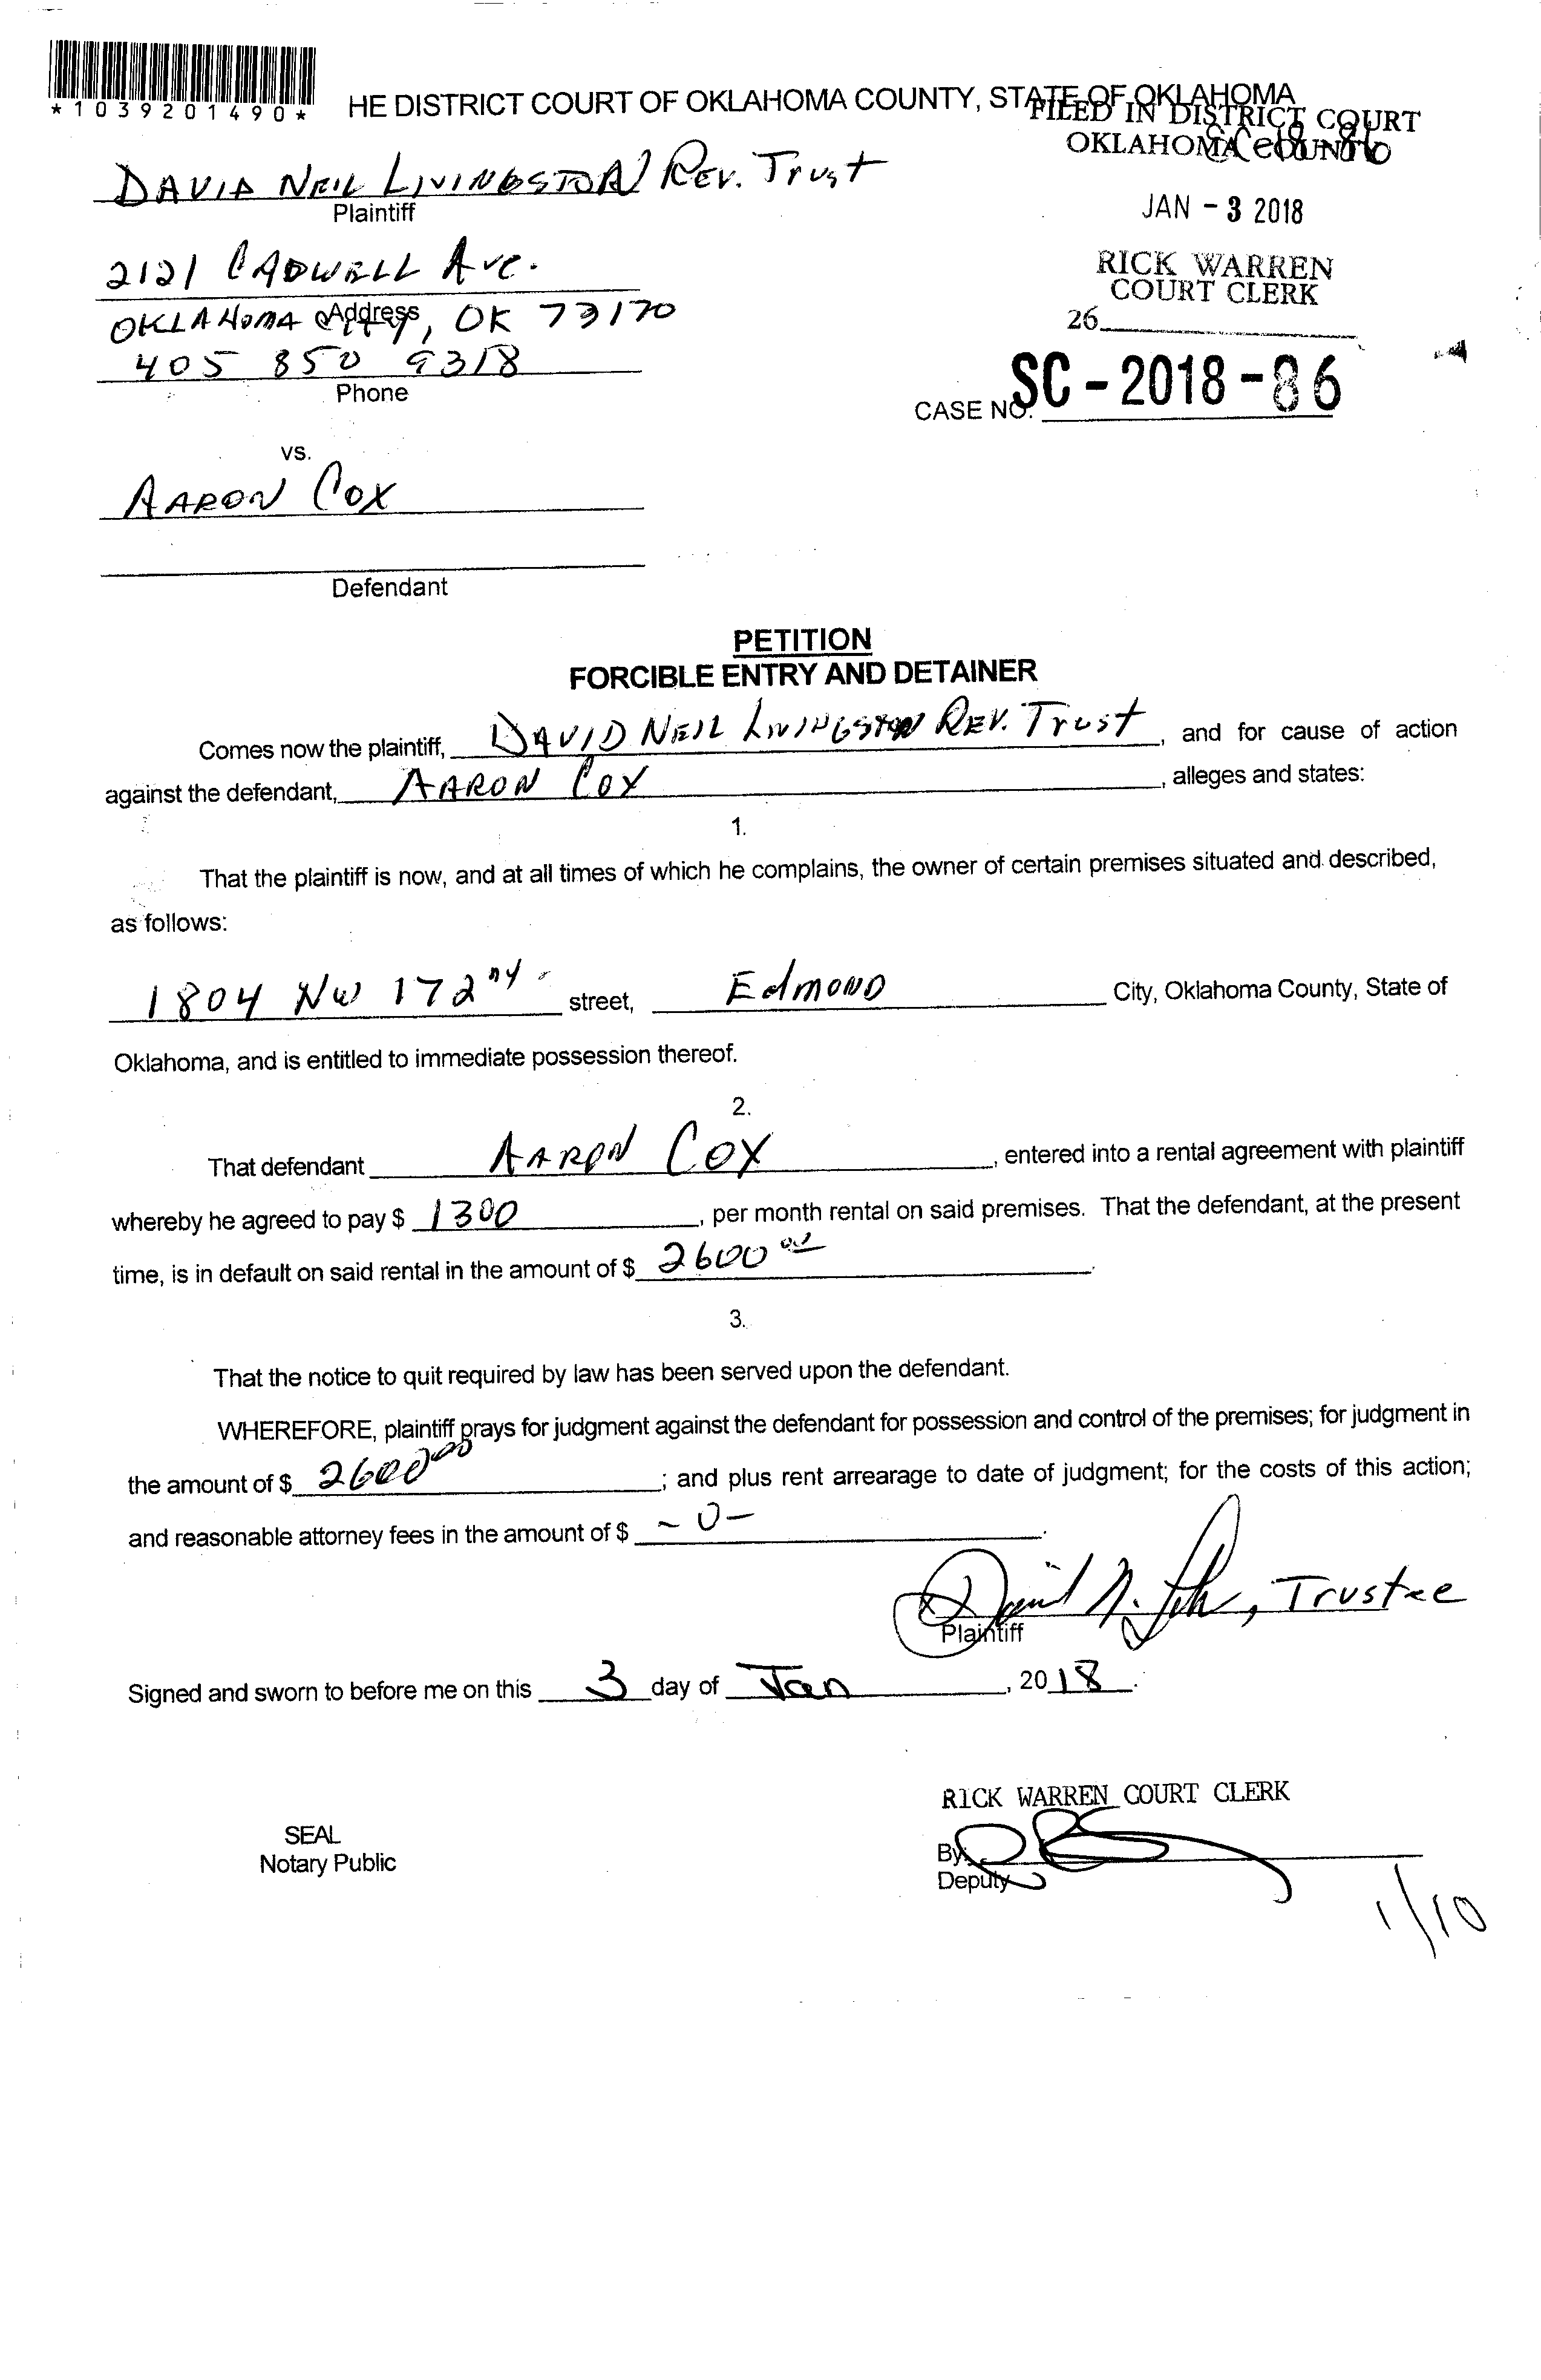 *1039201490*
HE DISTRICT COURT OF OKLAHOMA COUNTY, STATE OF OKLAHOMA
FILED IN DISTRICT COURT
OKLAHOMA COUNTY
DAVID NEIL LIVINGSTON REV. Trust
Plaintiff
JAN - 3 2018
2121 CADWELL Ave.
RICK WARREN
COURT CLERK
Address
OKLAHOMA City, OK 73170
26
405 850 9318
Phone
CASE NO. SC - 2018 - 86
vs.
AARON COX
Defendant
PETITION
FORCIBLE ENTRY AND DETAINER
Comes now the plaintiff, DAVID NEIL LIVINGSTON REV. Trust, and for cause of action
against the defendant, AARON COX, alleges and states:
1.
That the plaintiff is now, and at all times of which he complains, the owner of certain premises situated and described,
as follows:
1804 NW 172nd street, Edmond City, Oklahoma County, State of
Oklahoma, and is entitled to immediate possession thereof.
2.
That defendant AARON COX, entered into a rental agreement with plaintiff
whereby he agreed to pay $ 1300, per month rental on said premises. That the defendant, at the present
time, is in default on said rental in the amount of $ 2600 00.
3.
That the notice to quit required by law has been served upon the defendant.
WHEREFORE, plaintiff prays for judgment against the defendant for possession and control of the premises; for judgment in
the amount of $ 2600 00; and plus rent arrearage to date of judgment; for the costs of this action;
and reasonable attorney fees in the amount of $ - 0 -.
David N. , Trustee
Plaintiff
Signed and sworn to before me on this 3 day of Jan, 2018.
RICK WARREN COURT CLERK
SEAL
Notary Public
By:
Deputy
1/10